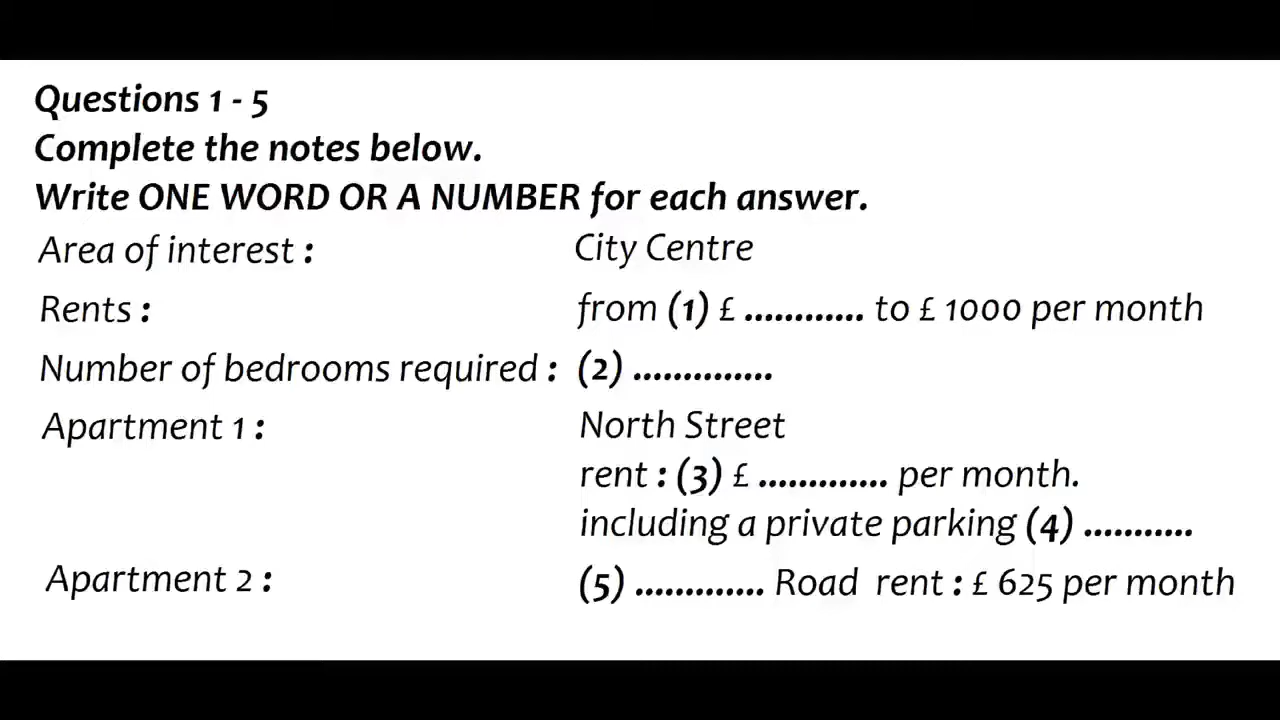 Questions 1 - 5
Complete the notes below.
Write ONE WORD OR A NUMBER for each answer.
Area of interest : City Centre
Rents : from (1) £ ............ to £ 1000 per month
Number of bedrooms required : (2) ..............
Apartment 1 : North Street
rent : (3) £ ............. per month.
including a private parking (4) ...........
Apartment 2 : (5) ............. Road rent : £ 625 per month